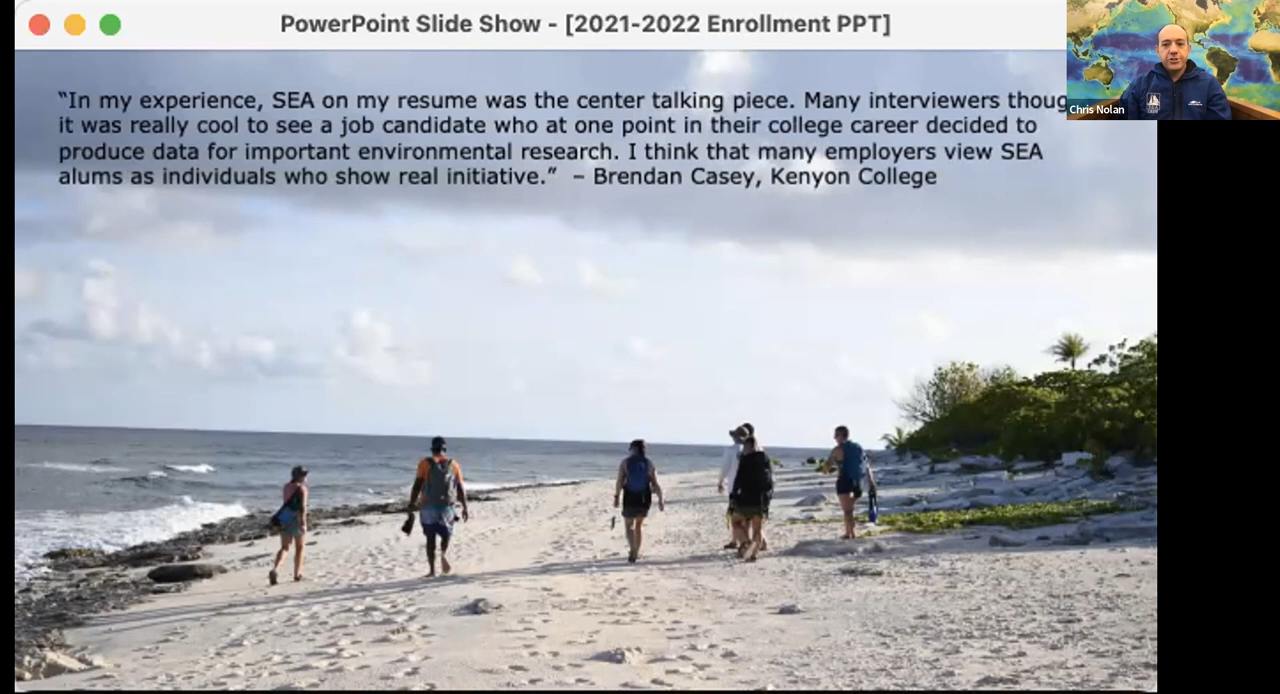 PowerPoint Slide Show - [2021-2022 Enrollment PPT]
“In my experience, SEA on my resume was the center talking piece. Many interviewers
it was really cool to see a job candidate who at one point in their college career decided to
produce data for important environmental research. I think that many employers view SEA
alums as individuals who show real initiative.” – Brendan Casey, Kenyon College
Chris Nolan